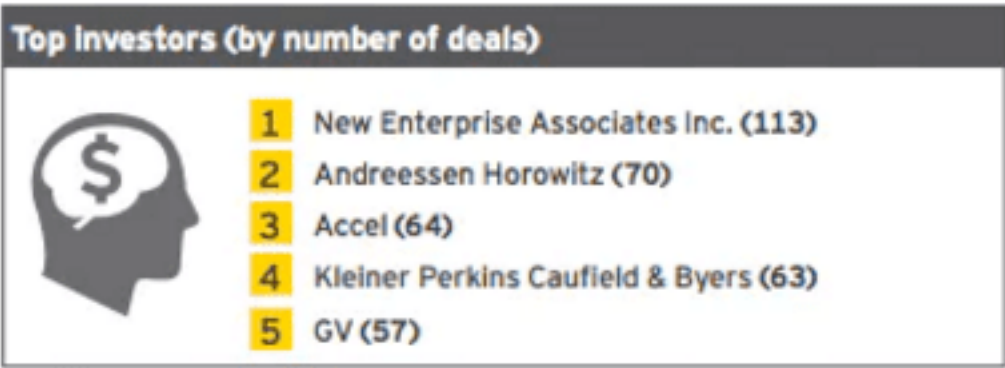 Top investors (by number of deals)
$
1 New Enterprise Associates Inc. (113)
2 Andreessen Horowitz (70)
3 Accel (64)
4 Kleiner Perkins Caufield & Byers (63)
5 GV (57)